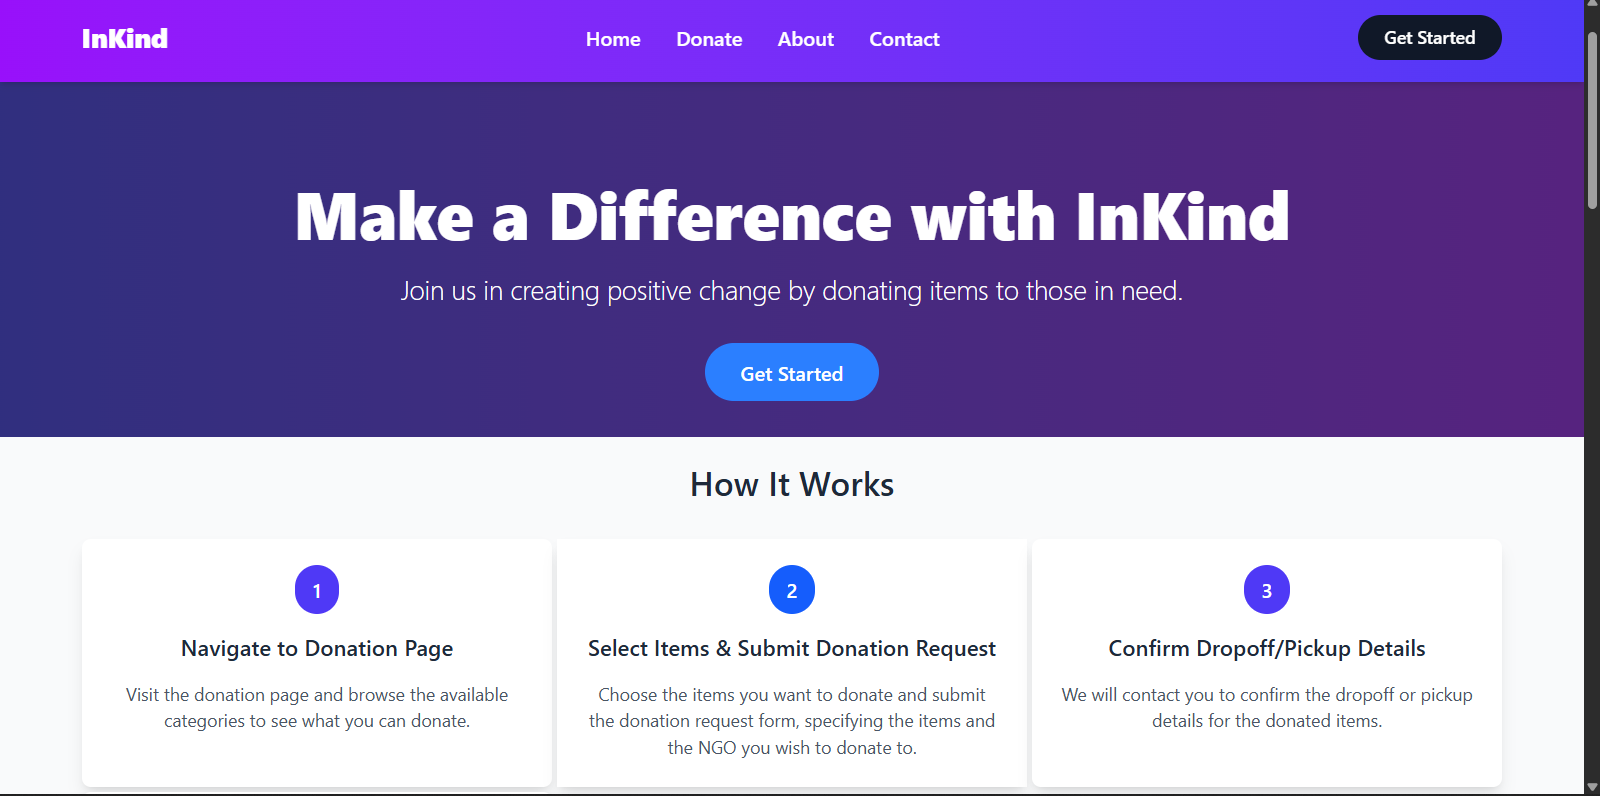 InKind
Home Donate About Contact
Get Started
Make a Difference with InKind
Join us in creating positive change by donating items to those in need.
Get Started
How It Works
1
Navigate to Donation Page
Visit the donation page and browse the available
categories to see what you can donate.
2
Select Items & Submit Donation Request
Choose the items you want to donate and submit
the donation request form, specifying the items and
the NGO you wish to donate to.
3
Confirm Dropoff/Pickup Details
We will contact you to confirm the dropoff or pickup
details for the donated items.